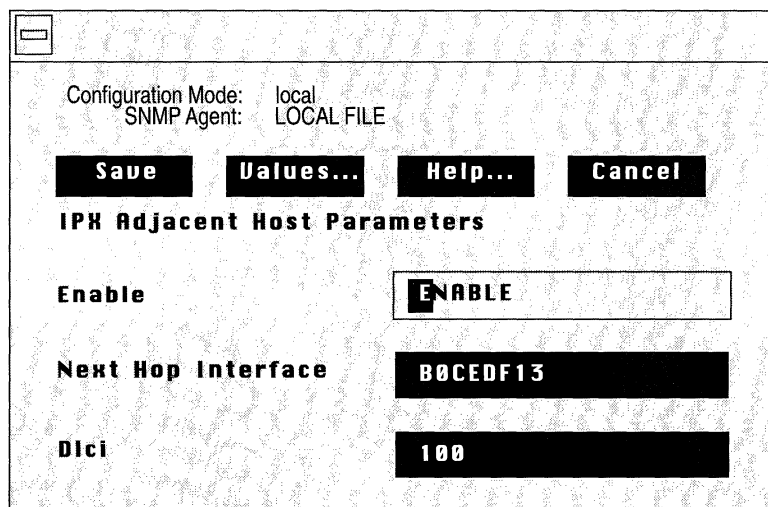 Configuration Mode: local
SNMP Agent: LOCAL FILE
Save Values... Help... Cancel
IPX Adjacent Host Parameters
Enable ENABLE
Next Hop Interface B0CEDF13
Dlci 100